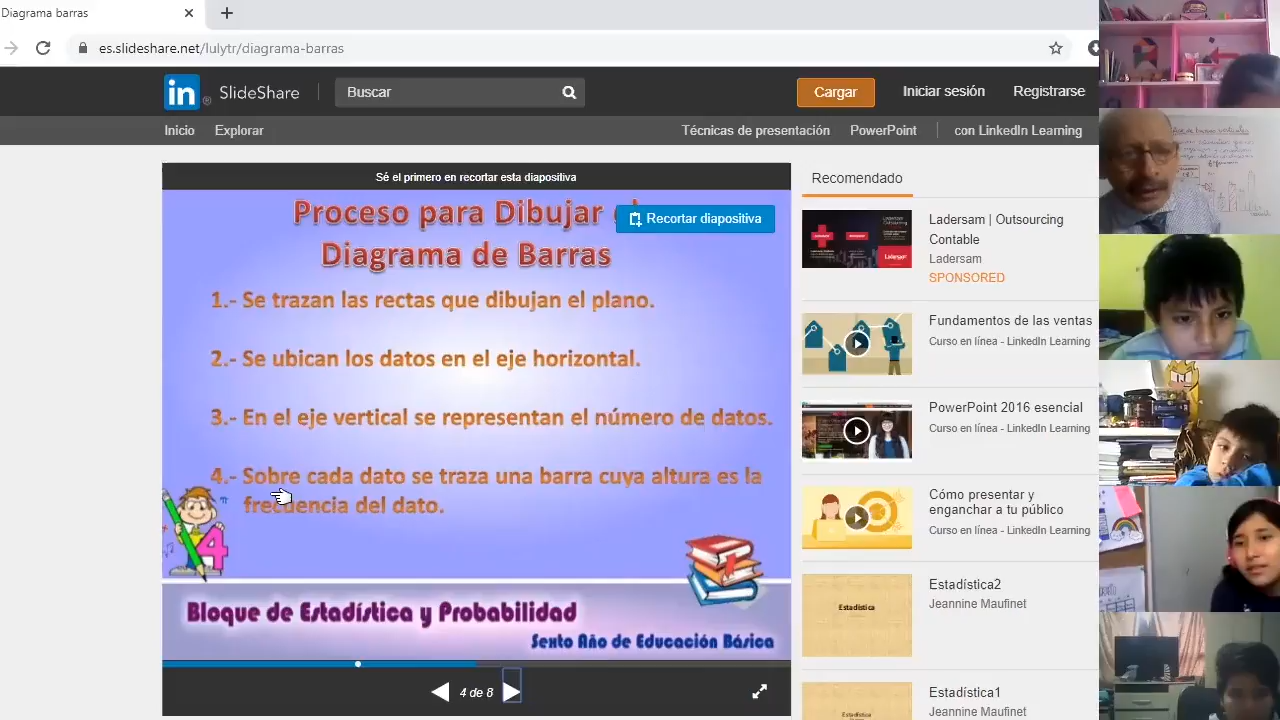 Diagrama barras
es.slideshare.net/lulytr/diagrama-barras
in SlideShare
Buscar
Cargar
Iniciar sesión
Registrarse
Inicio
Explorar
Técnicas de presentación
PowerPoint
con LinkedIn Learning
Sé el primero en recortar esta diapositiva
Recortar diapositiva
Proceso para Dibujar
Diagrama de Barras
1.- Se trazan las rectas que dibujan el plano.
2.- Se ubican los datos en el eje horizontal.
3.- En el eje vertical se representan el número de datos.
4.- Sobre cada dato se una barra cuya altura es la
frecuencia del dato.
Bloque de Estadística y Probabilidad
Sexto Año de Educación Básica
4 de 8
Recomendado
Ladersam | Outsourcing
Contable
Ladersam
SPONSORED
Fundamentos de las ventas
Curso en línea - LinkedIn Learning
PowerPoint 2016 esencial
Curso en línea - LinkedIn Learning
Cómo presentar y
enganchar a tu público
Curso en línea - LinkedIn Learning
Estadística
Estadística2
Jeannine Maufinet
Estadística
Estadística1
Jeannine Maufinet